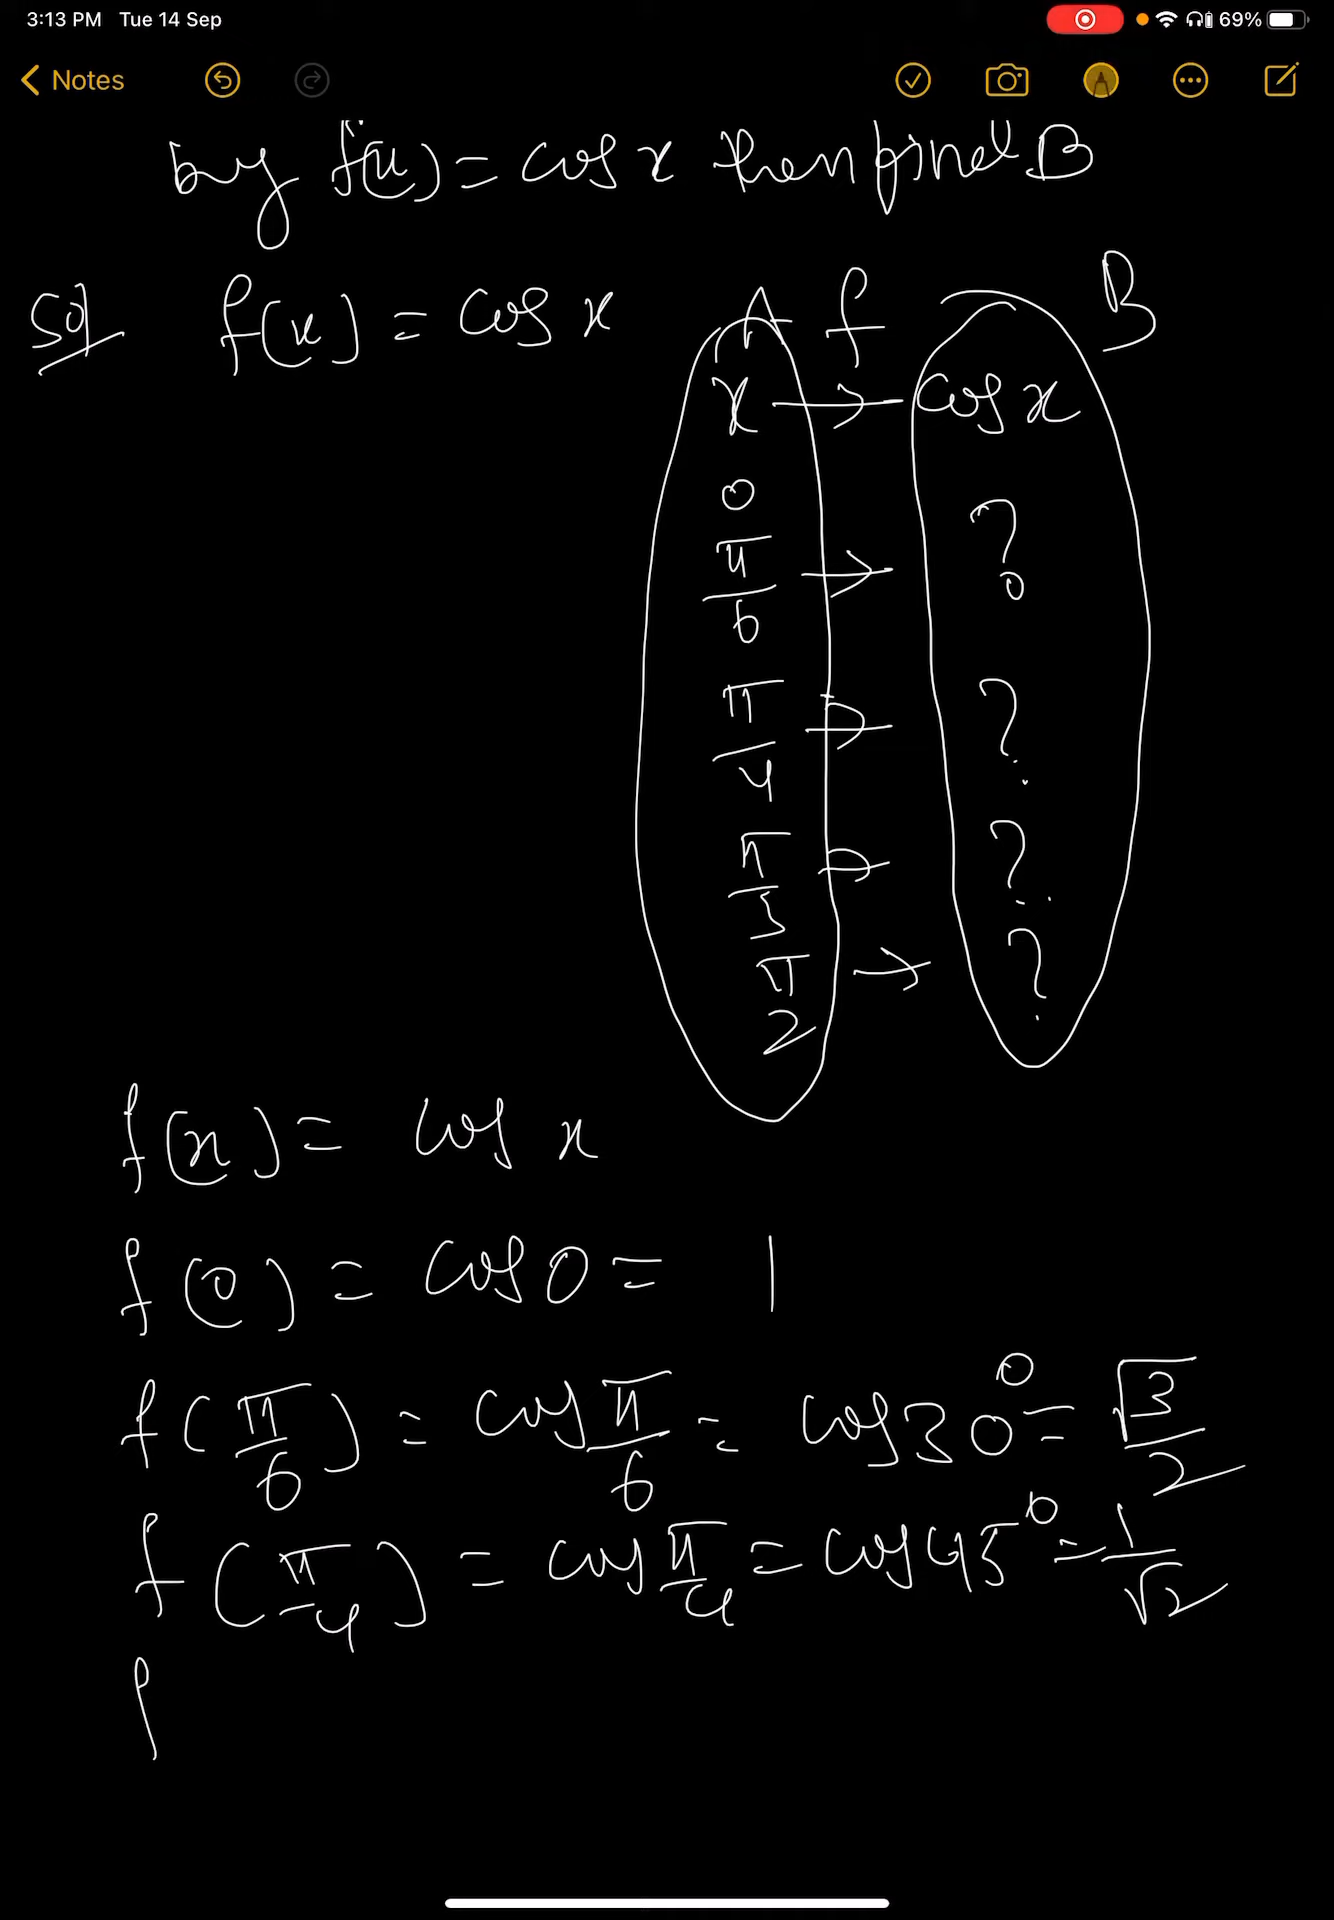 3:13 PM Tue 14 Sep 69%
Notes
by f(x) = cos x then find B
Sol f(x) = cos x A f B
x → cos x
0
π/6 → ?
π/4 → ?
π/3 → ?
π/2 → ?
f(x) = cos x
f(0) = cos 0 = 1
f(π/6) = cos π/6 = cos 30° = √3/2
f(π/4) = cos π/4 = cos 45° = 1/√2
f